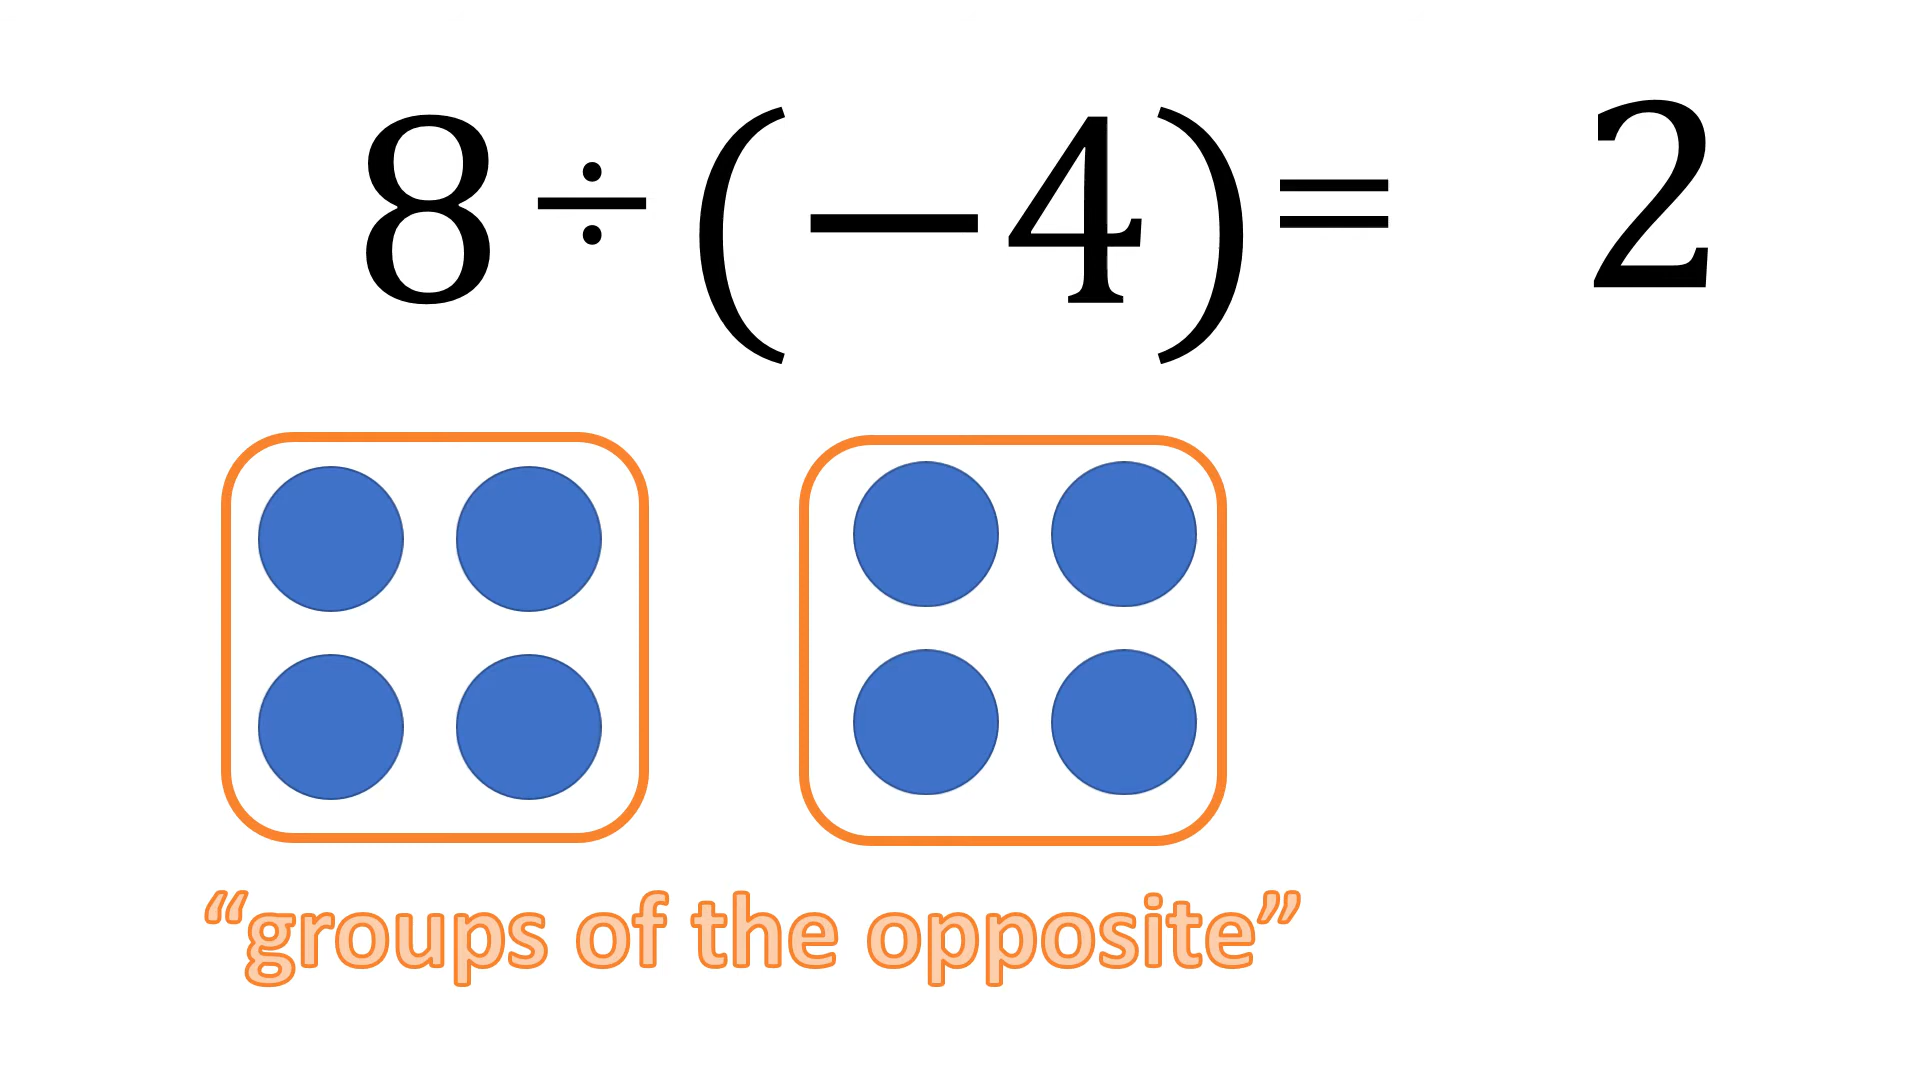 8 ÷ (−4) = 2
“groups of the opposite”